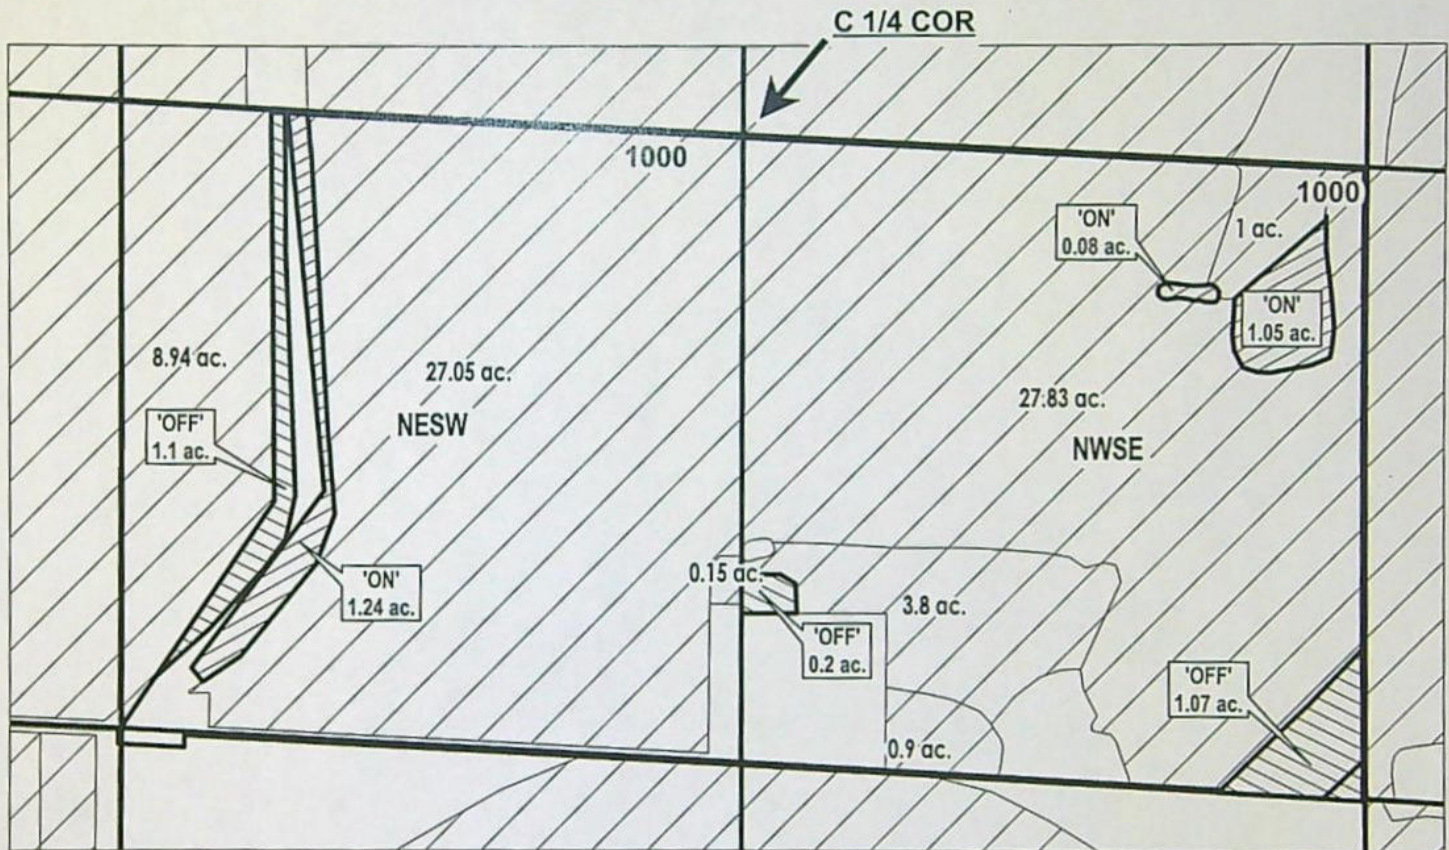 C 1/4 COR
1000
1000
'ON'
0.08 ac.
1 ac.
'ON'
1.05 ac.
8.94 ac.
27.05 ac.
27.83 ac.
'OFF'
1.1 ac.
NESW
NWSE
'ON'
1.24 ac.
0.15 ac.
3.8 ac.
'OFF'
0.2 ac.
'OFF'
1.07 ac.
0.9 ac.